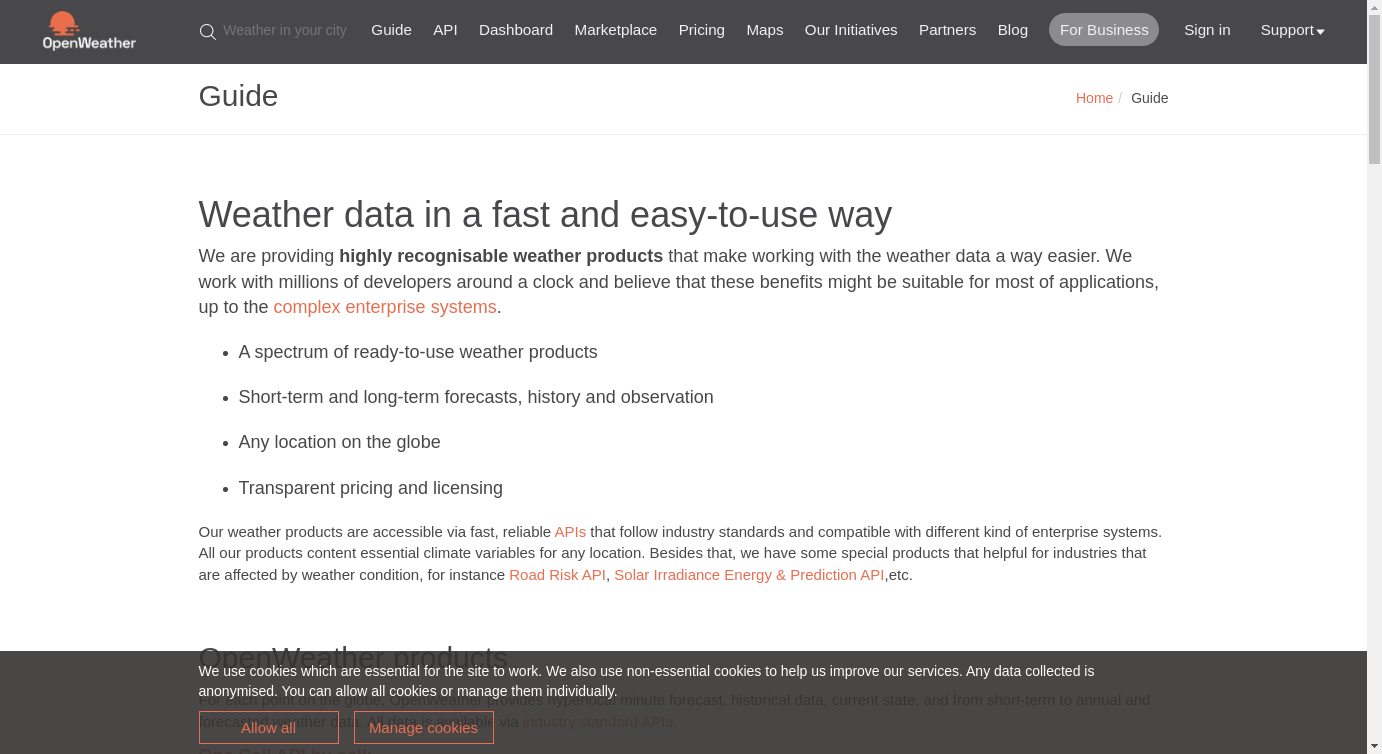 OpenWeather
Weather in your city
Guide
API
Dashboard
Marketplace
Pricing
Maps
Our Initiatives
Partners
Blog
For Business
Sign in
Support
Guide
Home / Guide
Weather data in a fast and easy-to-use way
We are providing highly recognisable weather products that make working with the weather data a way easier. We
work with millions of developers around a clock and believe that these benefits might be suitable for most of applications,
up to the complex enterprise systems.
• A spectrum of ready-to-use weather products
• Short-term and long-term forecasts, history and observation
• Any location on the globe
• Transparent pricing and licensing
Our weather products are accessible via fast, reliable APIs that follow industry standards and compatible with different kind of enterprise systems.
All our products content essential climate variables for any location. Besides that, we have some special products that helpful for industries that
are affected by weather condition, for instance Road Risk API, Solar Irradiance Energy & Prediction API,etc.
OpenWeather products
We use cookies which are essential for the site to work. We also use non-essential cookies to help us improve our services. Any data collected is
anonymised. You can allow all cookies or manage them individually.
For each point on the globe, OpenWeather provides hyperlocal minute forecast, historical data, current state, and from short-term to annual and
forecasted weather data. All data is available via industry standard APIs.
Allow all
Manage cookies
One Call API by call